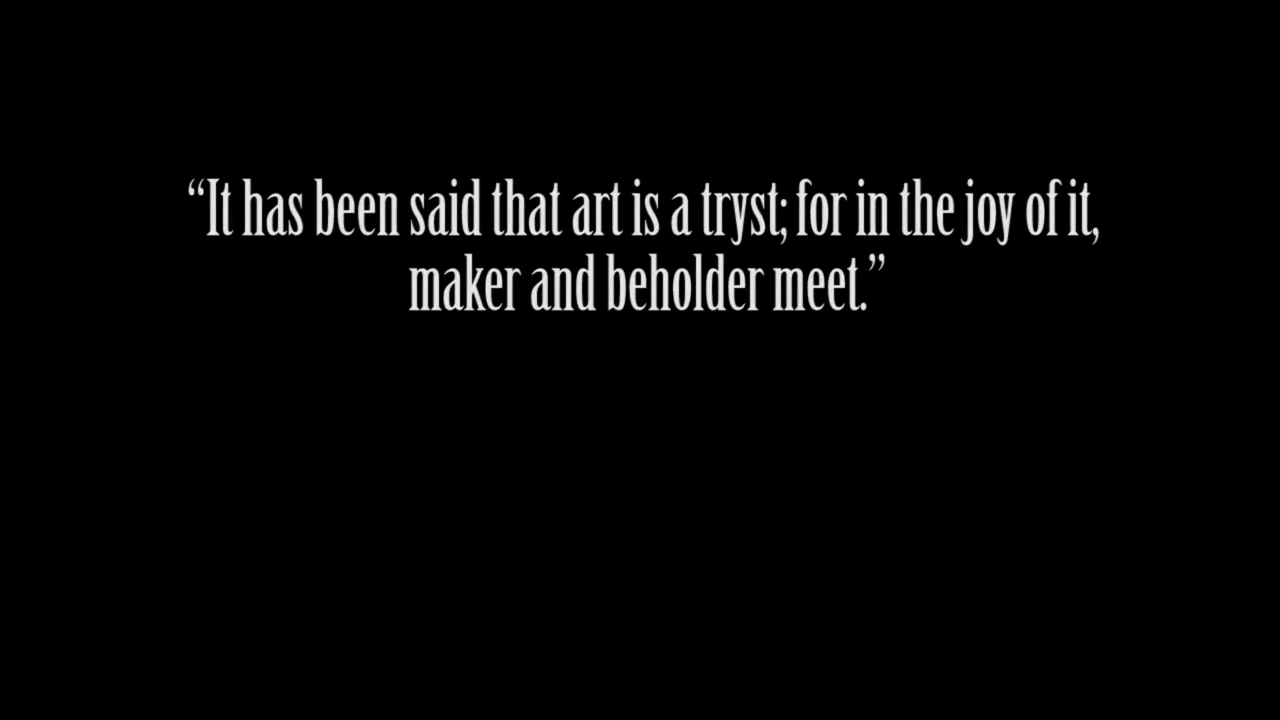 “It has been said that art is a tryst; for in the joy of it,
maker and beholder meet.”